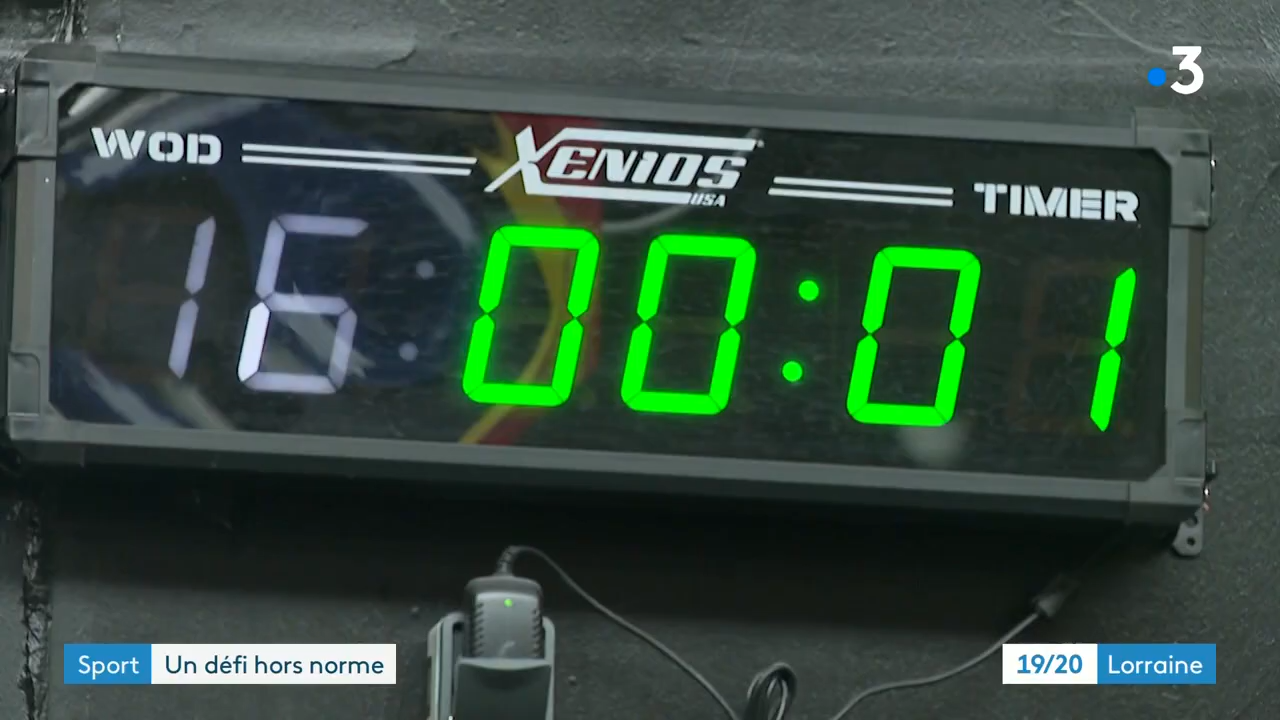 3
WOD XENIOS USA TIMER
16:00:01
Sport Un défi hors norme
19/20 Lorraine